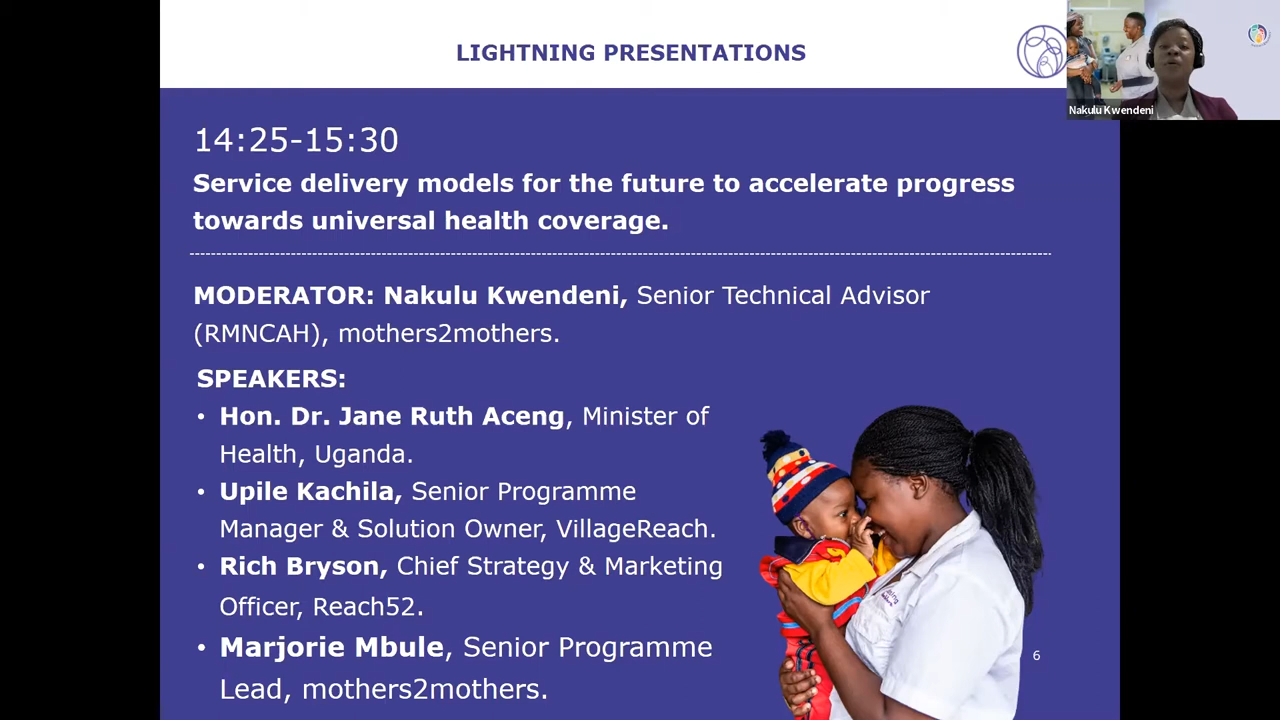 LIGHTNING PRESENTATIONS
Nakulu Kwendeni
14:25-15:30
Service delivery models for the future to accelerate progress
towards universal health coverage.
MODERATOR: Nakulu Kwendeni, Senior Technical Advisor
(RMNCAH), mothers2mothers.
SPEAKERS:
• Hon. Dr. Jane Ruth Aceng, Minister of
Health, Uganda.
• Upile Kachila, Senior Programme
Manager & Solution Owner, VillageReach.
• Rich Bryson, Chief Strategy & Marketing
Officer, Reach52.
• Marjorie Mbule, Senior Programme
Lead, mothers2mothers.
6